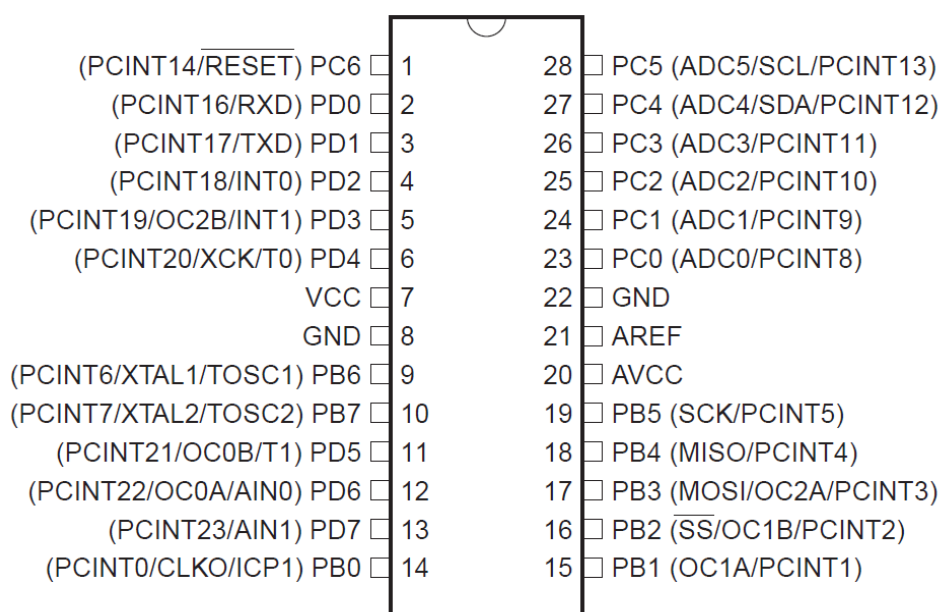 (PCINT14/RESET) PC6 1 28 PC5 (ADC5/SCL/PCINT13)
(PCINT16/RXD) PD0 2 27 PC4 (ADC4/SDA/PCINT12)
(PCINT17/TXD) PD1 3 26 PC3 (ADC3/PCINT11)
(PCINT18/INT0) PD2 4 25 PC2 (ADC2/PCINT10)
(PCINT19/OC2B/INT1) PD3 5 24 PC1 (ADC1/PCINT9)
(PCINT20/XCK/T0) PD4 6 23 PC0 (ADC0/PCINT8)
VCC 7 22 GND
GND 8 21 AREF
(PCINT6/XTAL1/TOSC1) PB6 9 20 AVCC
(PCINT7/XTAL2/TOSC2) PB7 10 19 PB5 (SCK/PCINT5)
(PCINT21/OC0B/T1) PD5 11 18 PB4 (MISO/PCINT4)
(PCINT22/OC0A/AIN0) PD6 12 17 PB3 (MOSI/OC2A/PCINT3)
(PCINT23/AIN1) PD7 13 16 PB2 (SS/OC1B/PCINT2)
(PCINT0/CLKO/ICP1) PB0 14 15 PB1 (OC1A/PCINT1)